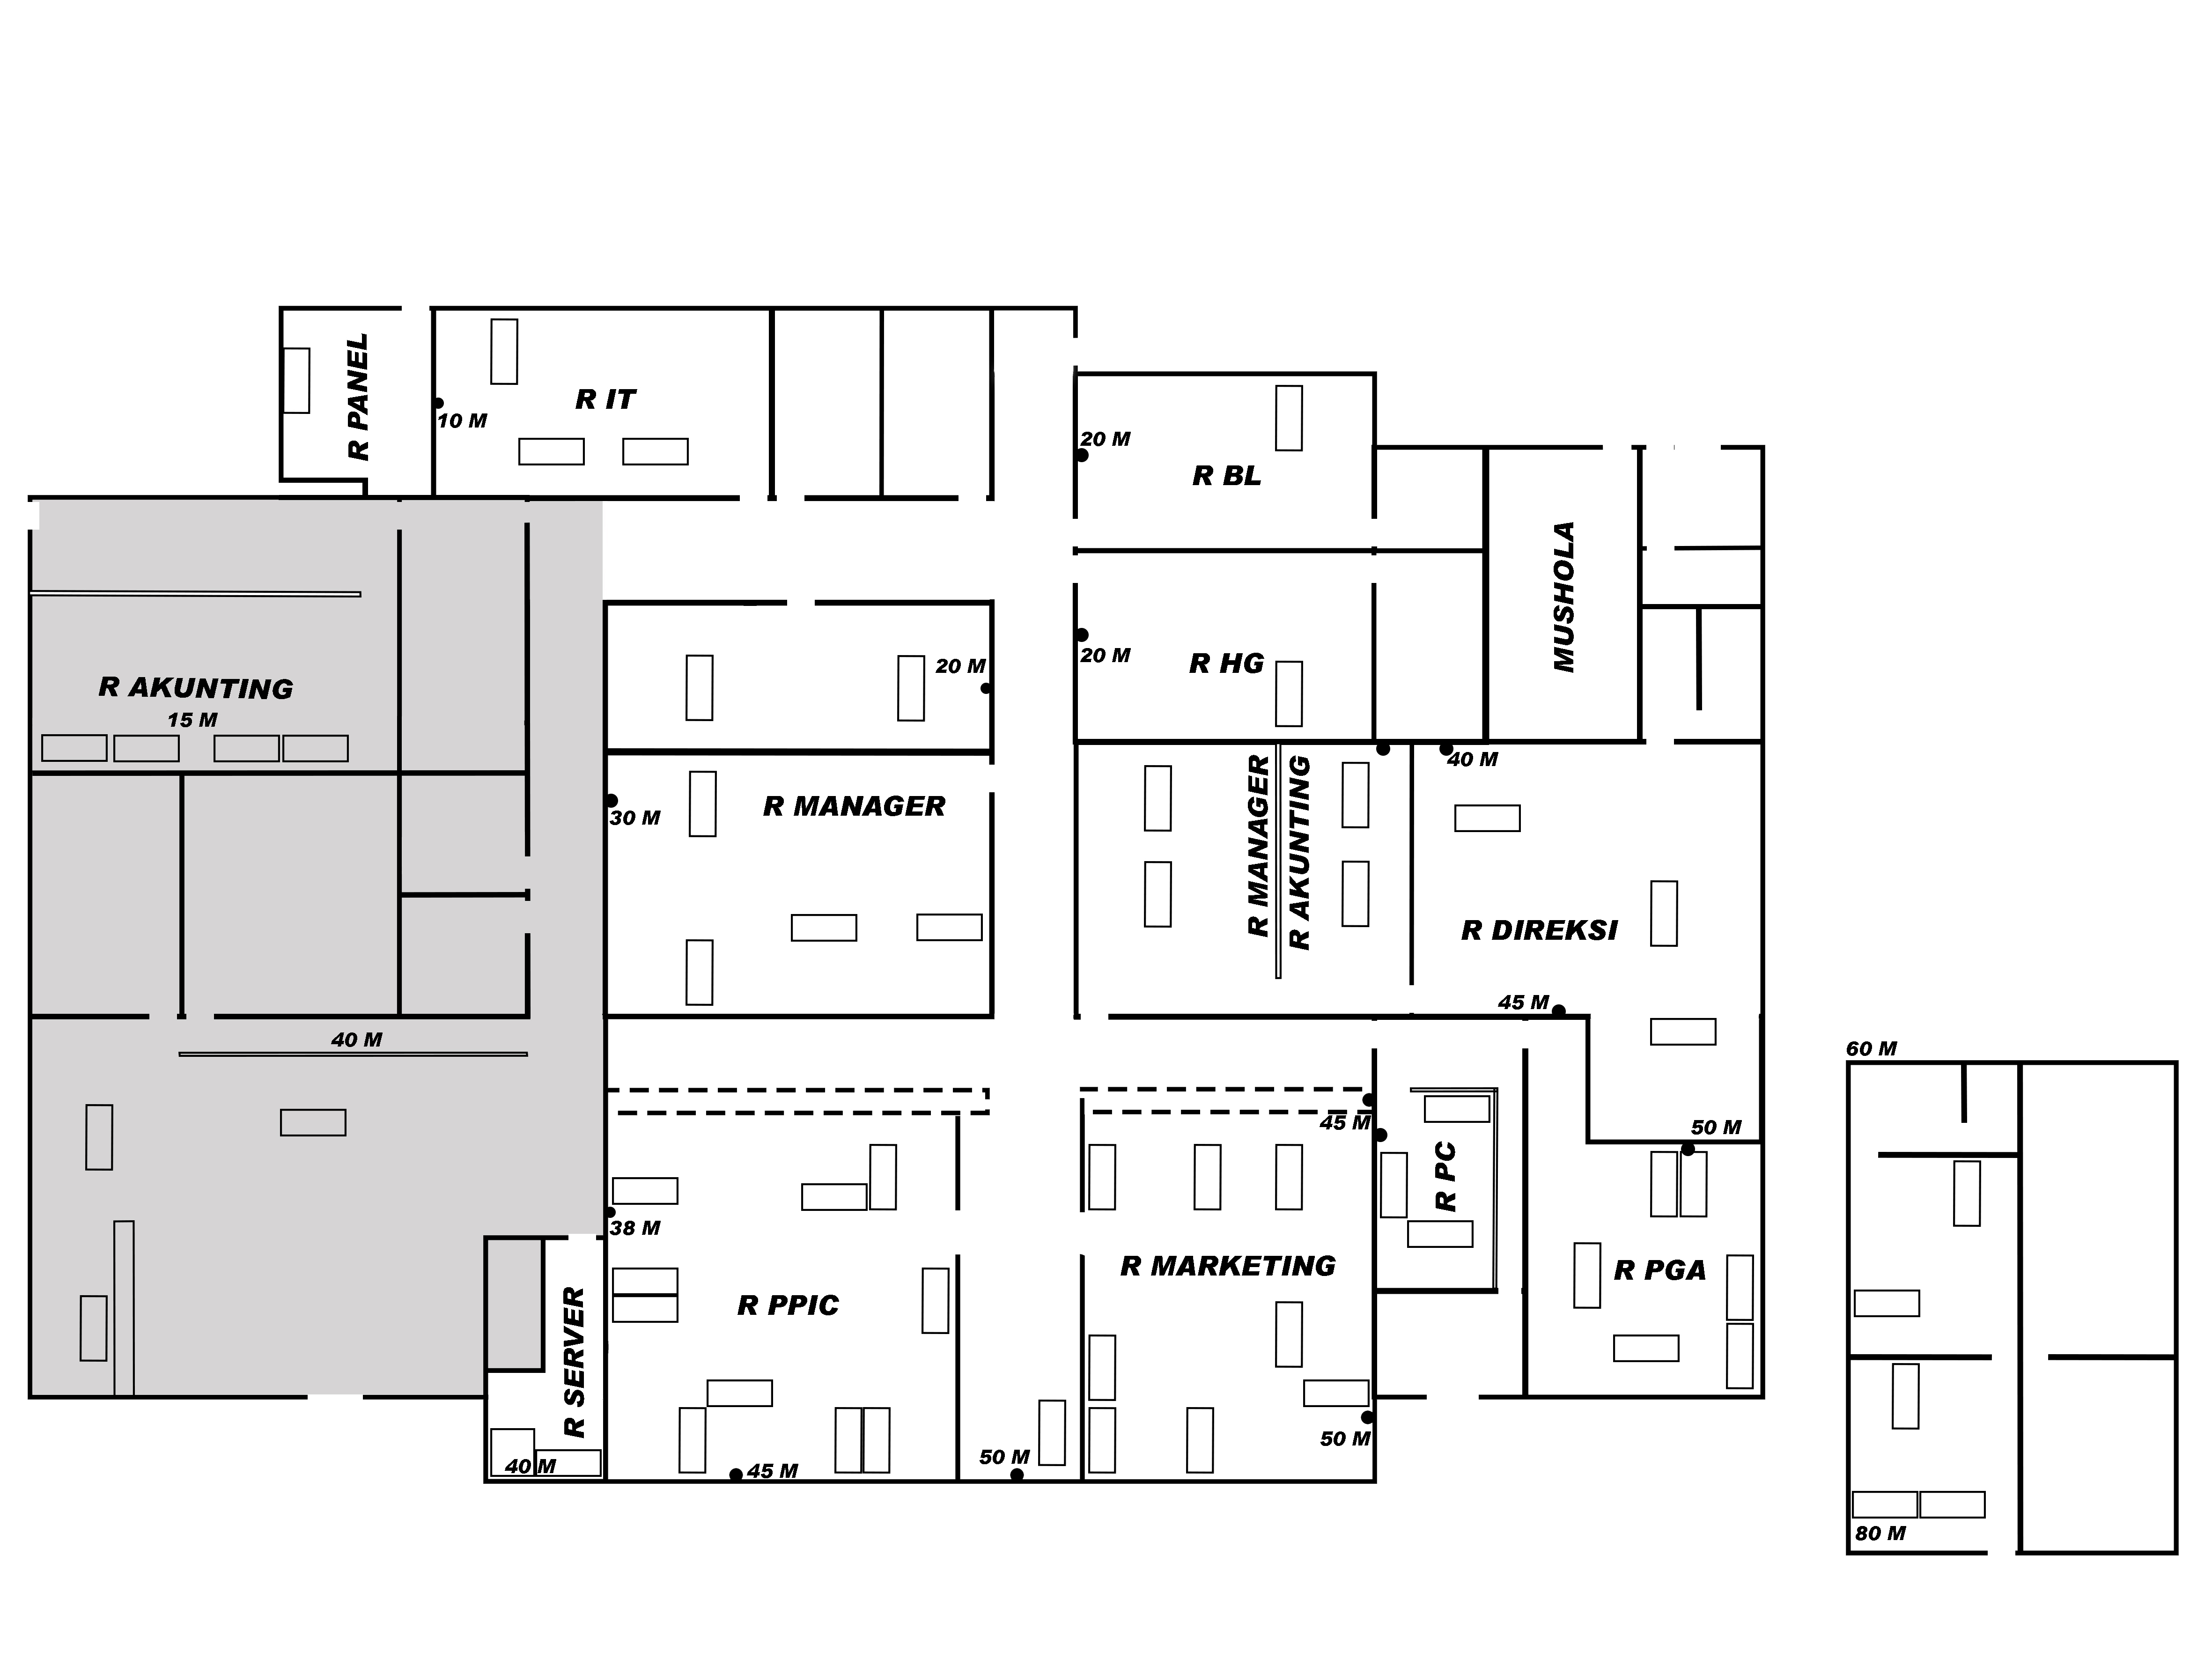 R PANEL
R IT
10 M
20 M
R BL
MUSHOLA
R AKUNTING
15 M
20 M
20 M
R HG
30 M
R MANAGER
R MANAGER
R AKUNTING
40 M
R DIREKSI
45 M
40 M
60 M
45 M
R PC
50 M
38 M
R PPIC
R MARKETING
R PGA
R SERVER
40 M
45 M
50 M
50 M
80 M